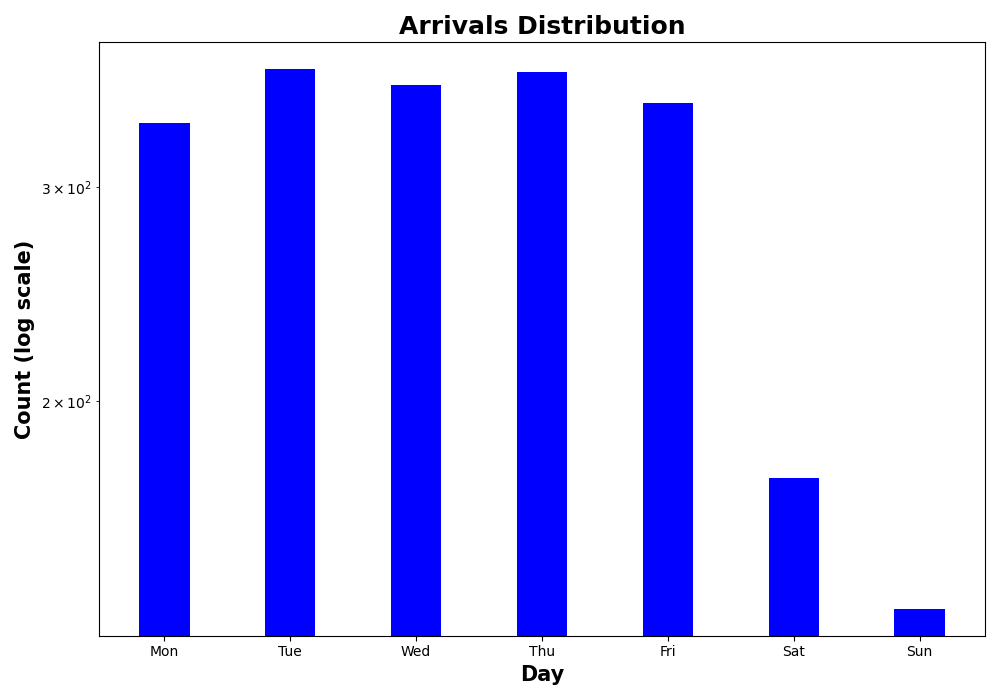 Arrivals Distribution
Count (log scale)
3 × 10²
2 × 10²
Mon Tue Wed Thu Fri Sat Sun
Day